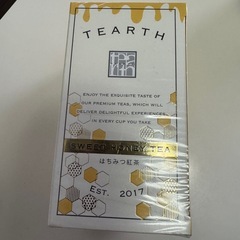 TEARTH
ENJOY THE EXQUISITE TASTE OF
OUR PREMIUM TEAS, WHICH WILL
DELIVER DELIGHTFUL EXPERIENCES
IN EVERY CUP YOU TAKE
SWEET HONEY TEA
はちみつ紅茶
EST. 2017